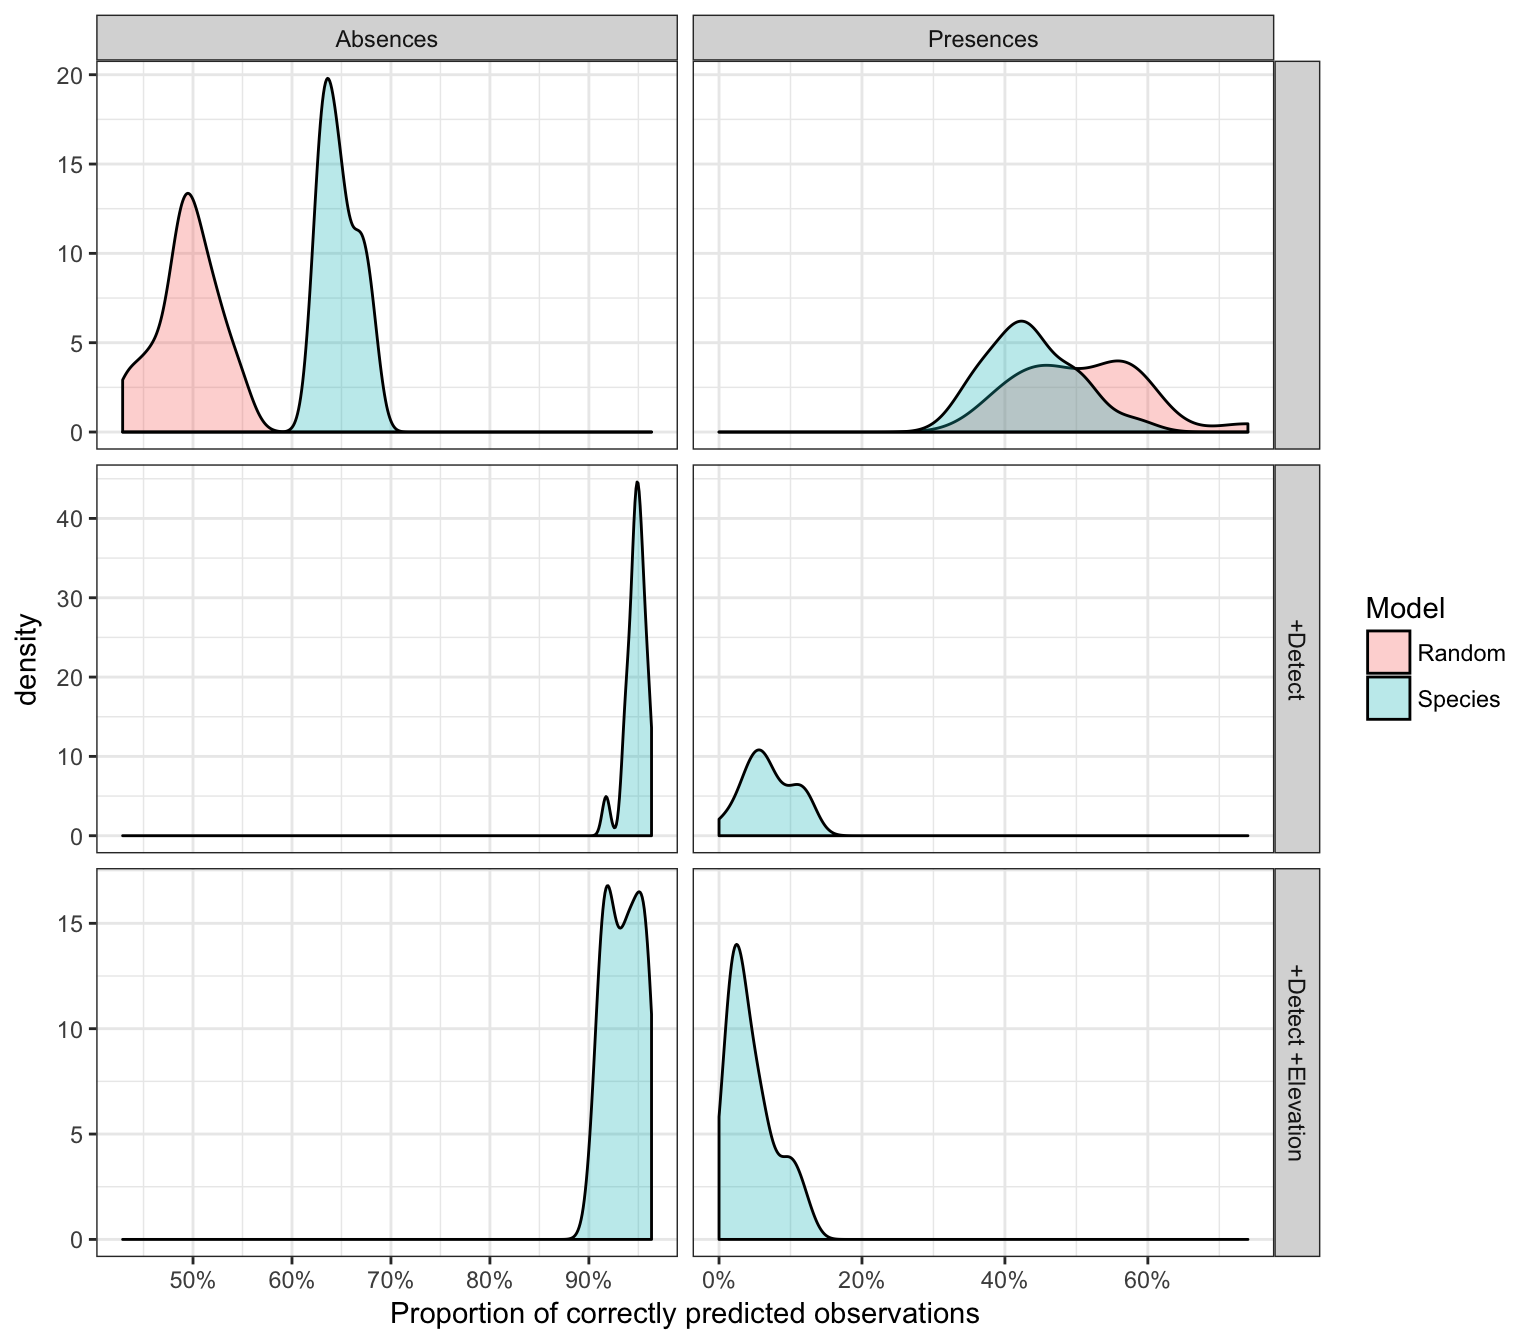 Absences
Presences
20
15
10
5
0
40
30
20
10
0
+Detect
15
10
5
0
+Detect +Elevation
density
50%
60%
70%
80%
90%
0%
20%
40%
60%
Proportion of correctly predicted observations
Model
Random
Species